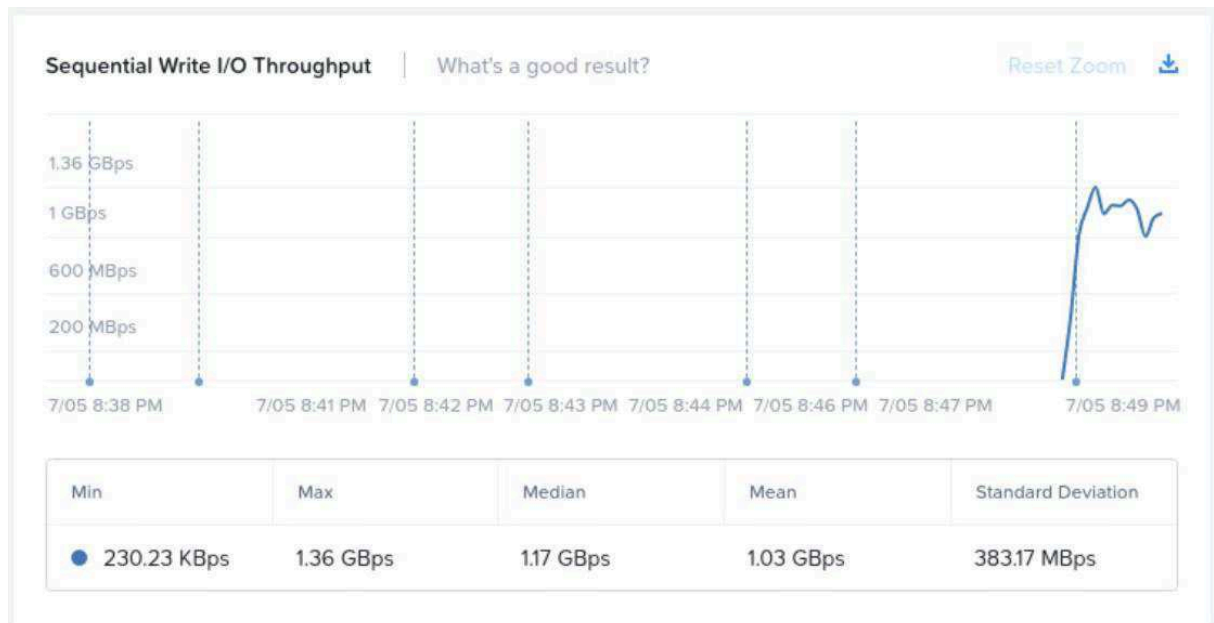 Sequential Write I/O Throughput | What's a good result? Reset Zoom
1.36 GBps
1 GBps
600 MBps
200 MBps
7/05 8:38 PM 7/05 8:41 PM 7/05 8:42 PM 7/05 8:43 PM 7/05 8:44 PM 7/05 8:46 PM 7/05 8:47 PM 7/05 8:49 PM
Min Max Median Mean Standard Deviation
230.23 KBps 1.36 GBps 1.17 GBps 1.03 GBps 383.17 MBps